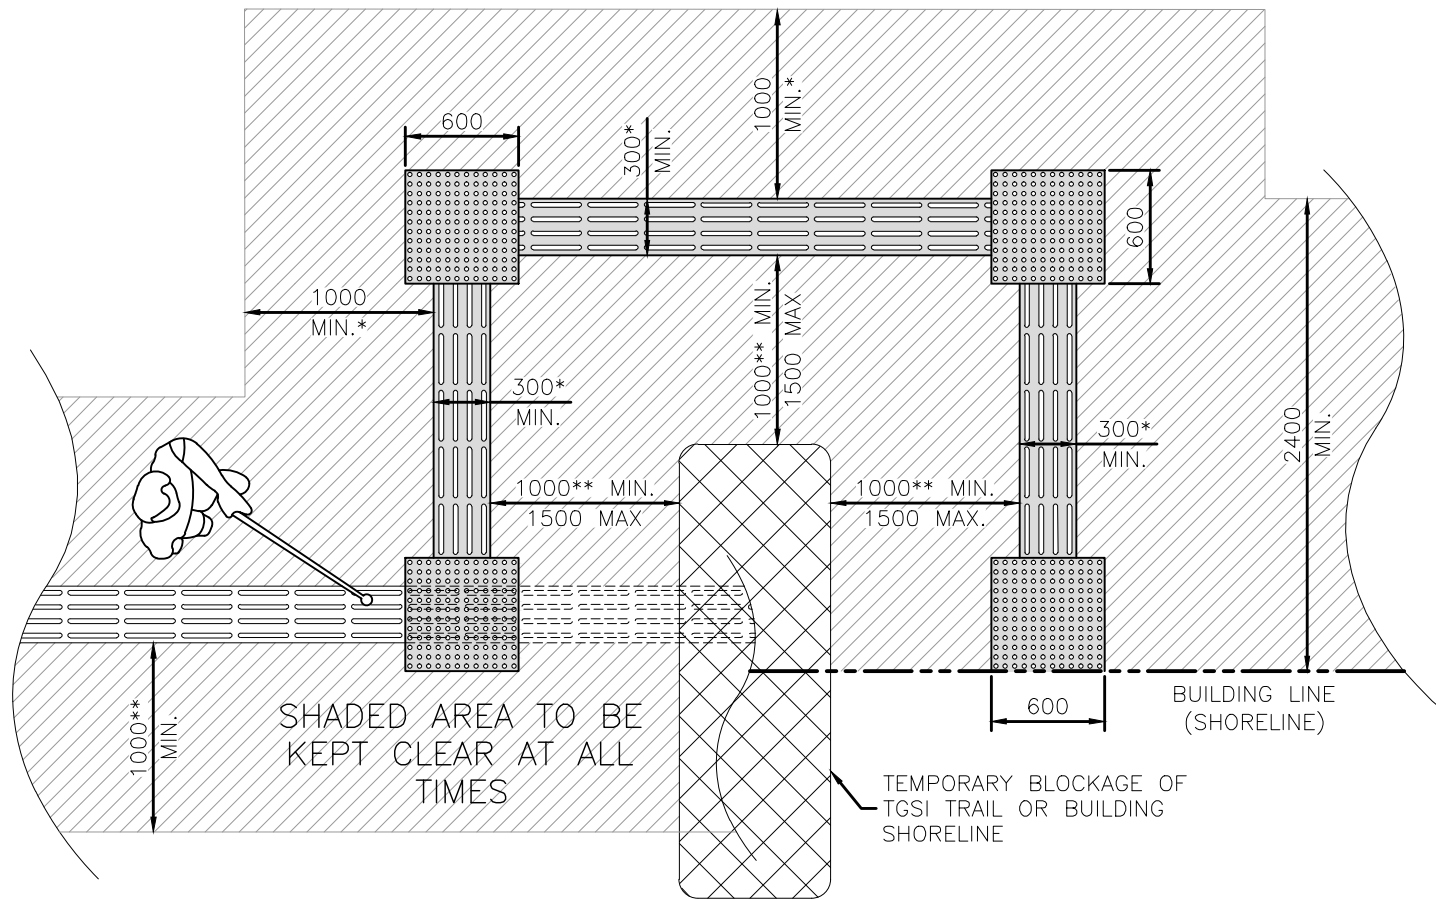 600
300*
MIN.
1000
MIN.*
600
1000
MIN.*
1000** MIN.
1500 MAX
300*
MIN.
300*
MIN.
2400
MIN.
1000** MIN.
1500 MAX
1000** MIN.
1500 MAX.
1000**
MIN.
SHADED AREA TO BE
KEPT CLEAR AT ALL
TIMES
600
BUILDING LINE
(SHORELINE)
TEMPORARY BLOCKAGE OF
TGSI TRAIL OR BUILDING
SHORELINE